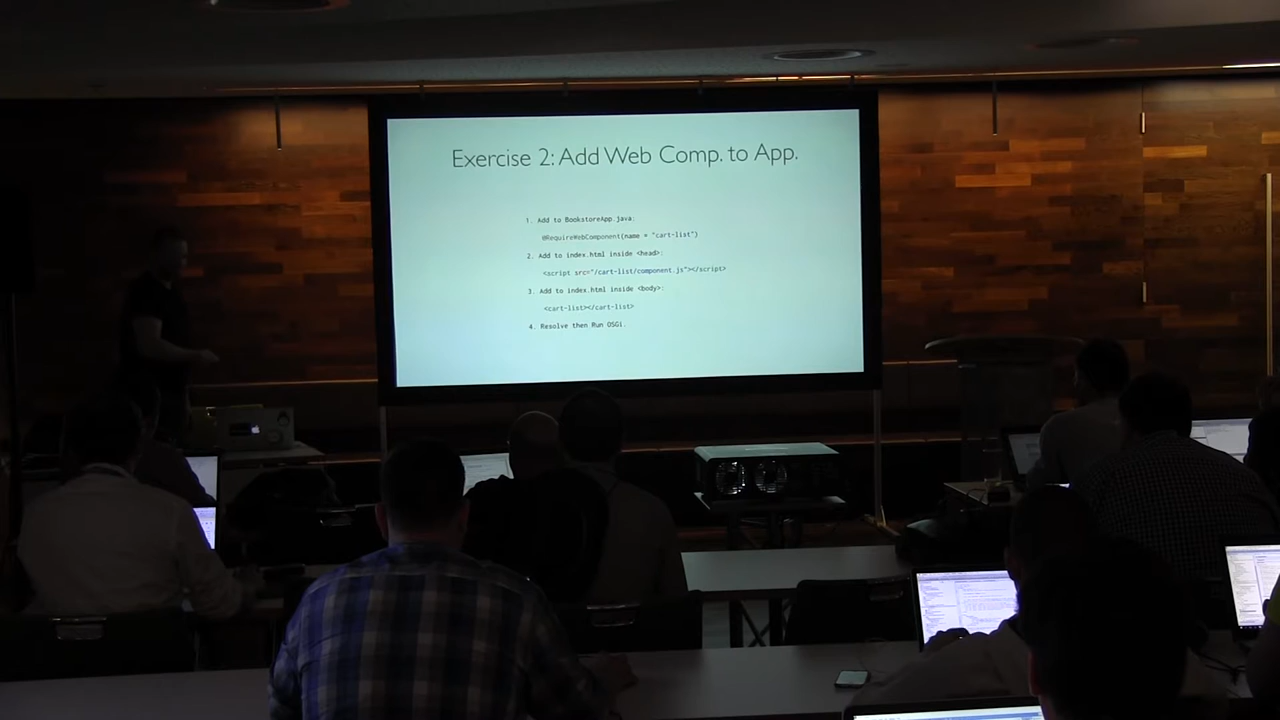 Exercise 2: Add Web Comp. to App.
1. Add to BookstoreApp.java:
@RequireWebComponent(name = "cart-list")
2. Add to index.html inside <head>:
<script src="/cart-list/component.js"></script>
3. Add to index.html inside <body>:
<cart-list></cart-list>
4. Resolve then Run OSGi.